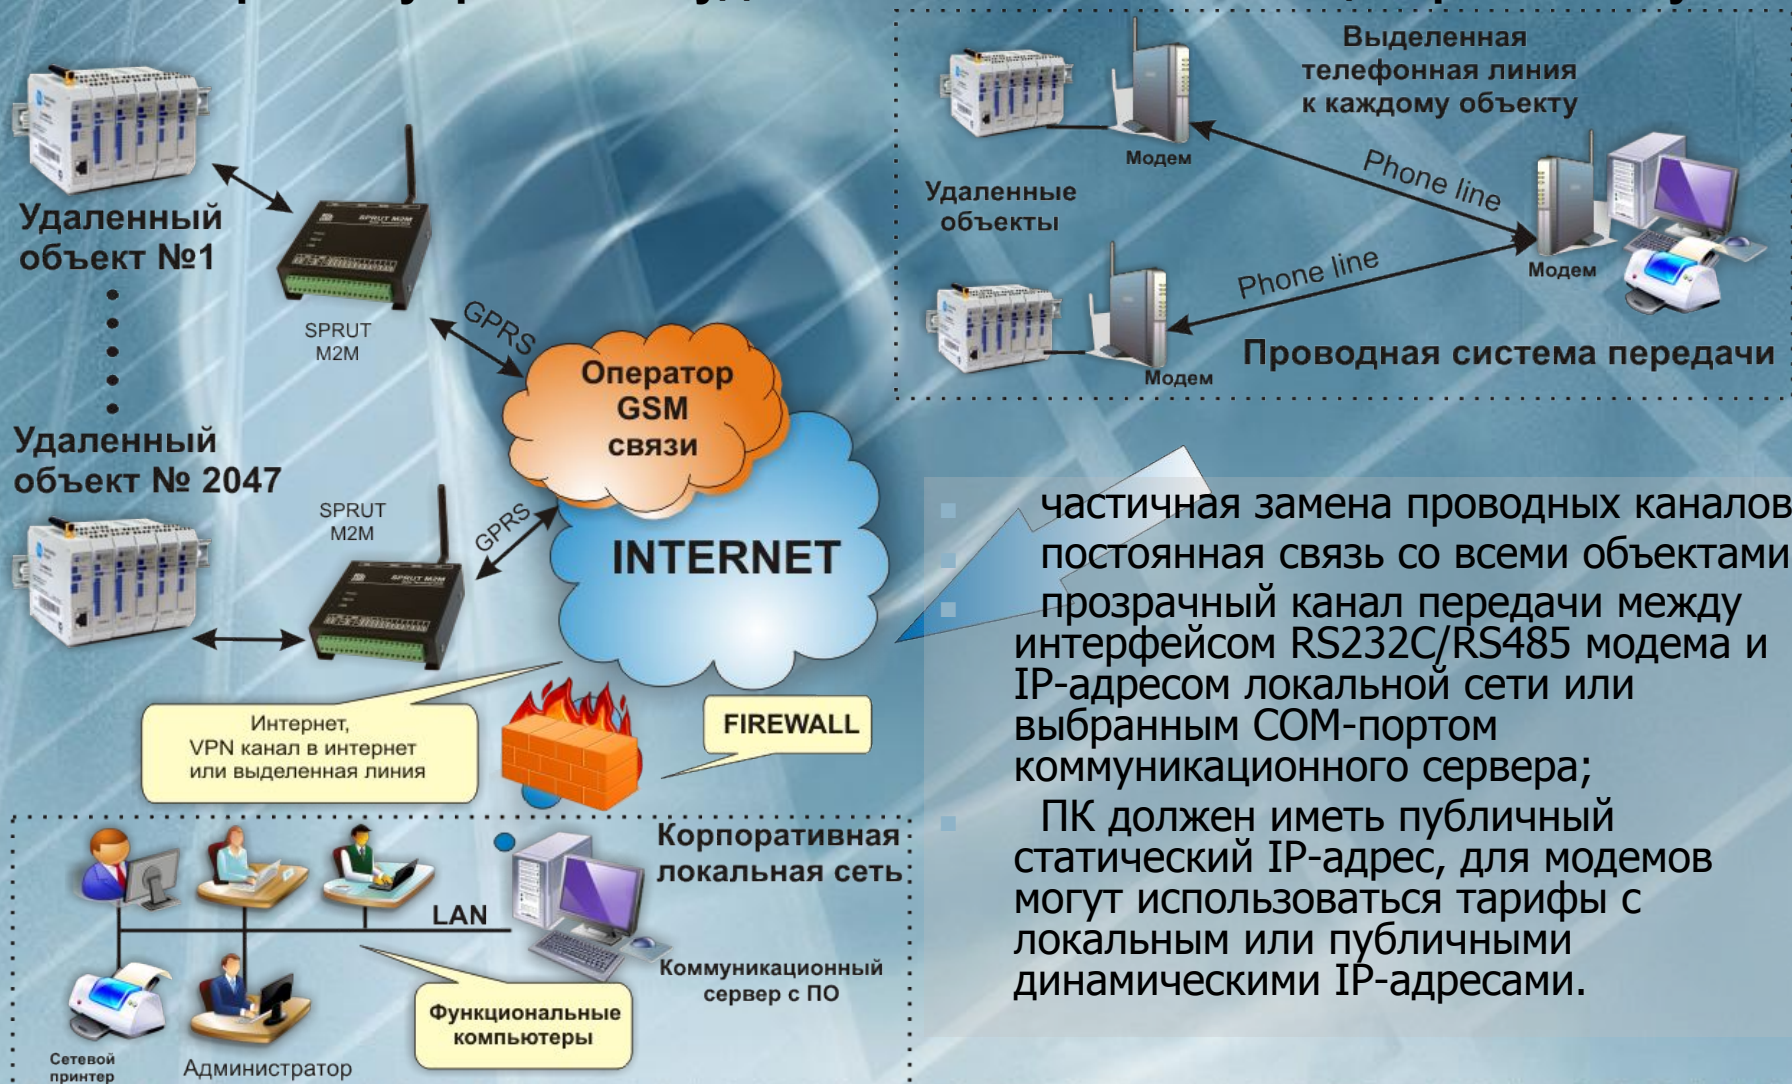 Удаленный
объект №1
SPRUT
M2M
GPRS
Оператор
GSM
связи
Удаленный
объект № 2047
SPRUT
M2M
GPRS
INTERNET
SPRUT M2M
SPRUT M2M
Интернет,
VPN канал в интернет
или выделенная линия
FIREWALL
Корпоративная
локальная сеть
LAN
Коммуникационный
сервер с ПО
Функциональные
компьютеры
Сетевой
принтер
Администратор
Выделенная
телефонная линия
к каждому объекту
Модем
Phone line
Удаленные
объекты
Модем
Phone line
Модем
Проводная система передачи
частичная замена проводных каналов
постоянная связь со всеми объектами
прозрачный канал передачи между
интерфейсом RS232C/RS485 модема и
IP-адресом локальной сети или
выбранным COM-портом
коммуникационного сервера;
ПК должен иметь публичный
статический IP-адрес, для модемов
могут использоваться тарифы с
локальным или публичными
динамическими IP-адресами.